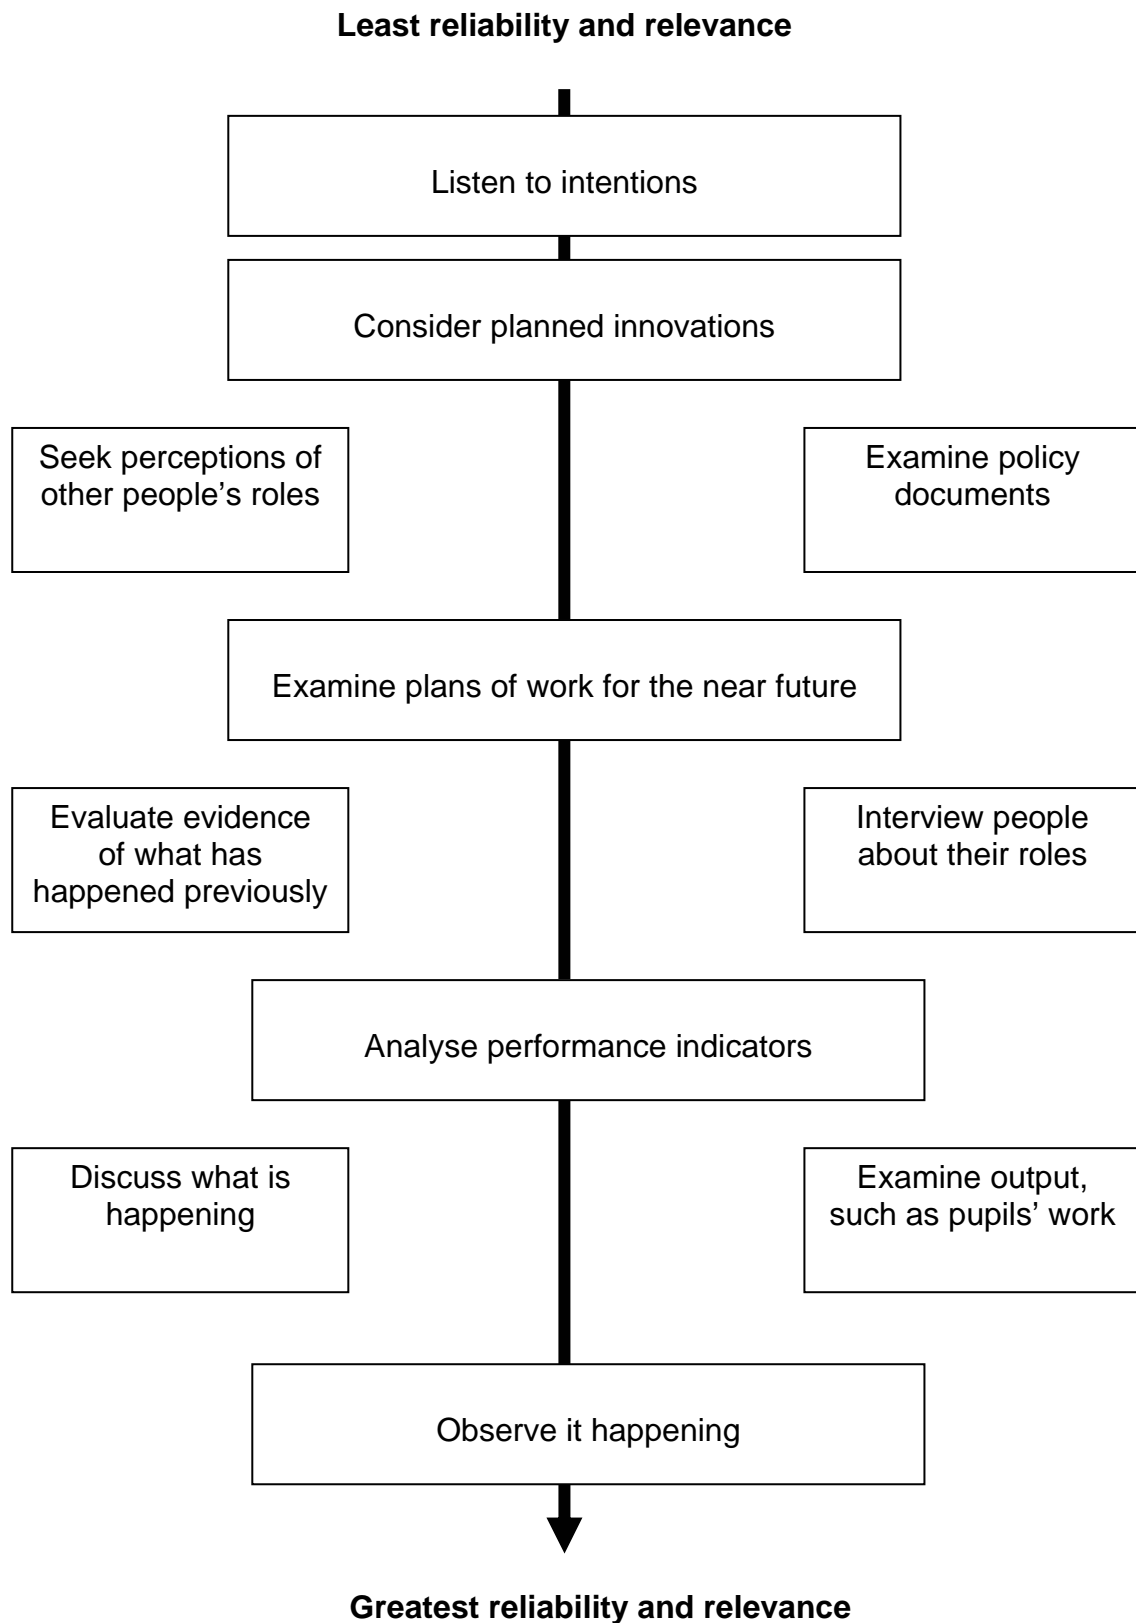 Least reliability and relevance
Listen to intentions
Consider planned innovations
Seek perceptions of
other people’s roles
Examine policy
documents
Examine plans of work for the near future
Evaluate evidence
of what has
happened previously
Interview people
about their roles
Analyse performance indicators
Discuss what is
happening
Examine output,
such as pupils’ work
Observe it happening
Greatest reliability and relevance